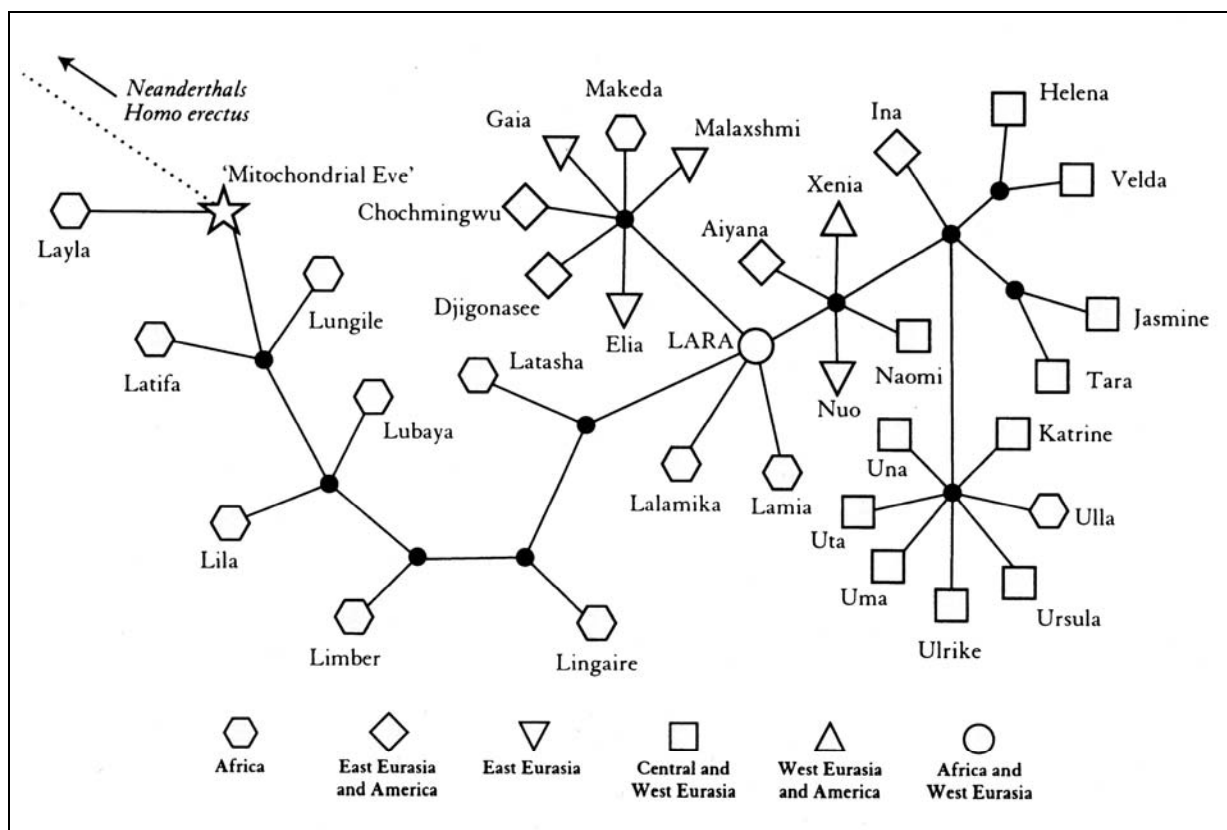 Neanderthals
Homo erectus
'Mitochondrial Eve'
Layla
Lungile
Latifa
Lubaya
Lila
Limber
Lingaire
Latasha
Makeda
Gaia
Malaxshmi
Chochmingwu
Djigonasee
Elia
LARA
Lalamika
Lamia
Xenia
Aiyana
Naomi
Nuo
Ina
Helena
Velda
Jasmine
Tara
Katrine
Una
Uta
Ulla
Uma
Ursula
Ulrike
Africa
East Eurasia
and America
East Eurasia
Central and
West Eurasia
West Eurasia
and America
Africa and
West Eurasia